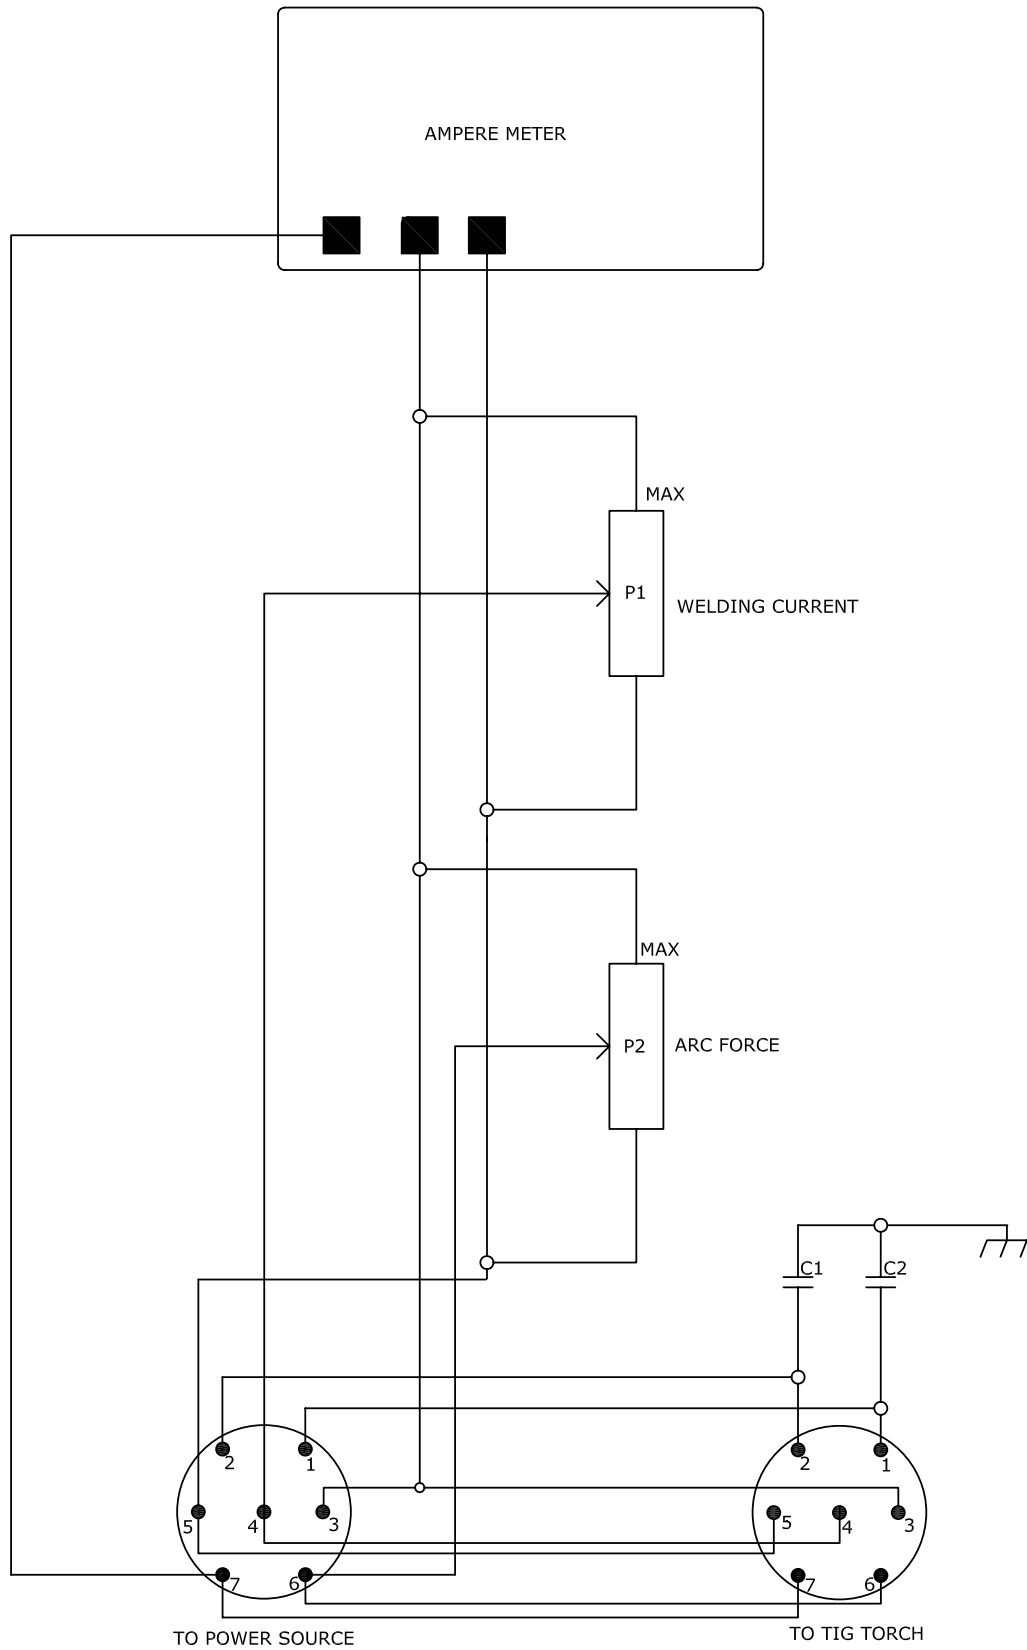 AMPERE METER
MAX
P1
WELDING CURRENT
MAX
P2
ARC FORCE
C1
C2
2
1
5
4
3
7
6
2
1
5
4
3
7
6
TO POWER SOURCE
TO TIG TORCH